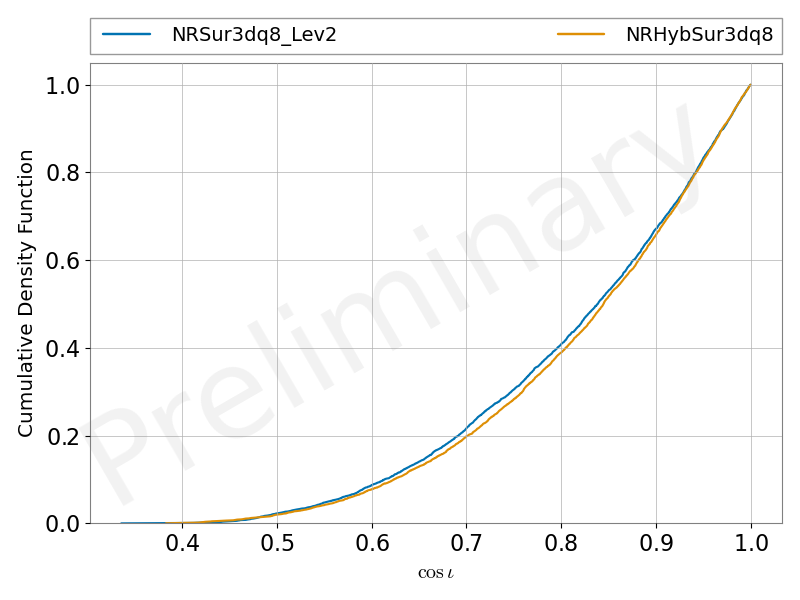 NRSur3dq8_Lev2 NRHybSur3dq8
1.0
0.8
0.6
0.4
0.2
0.0
Cumulative Density Function
Preliminary
0.4 0.5 0.6 0.7 0.8 0.9 1.0
cos ι